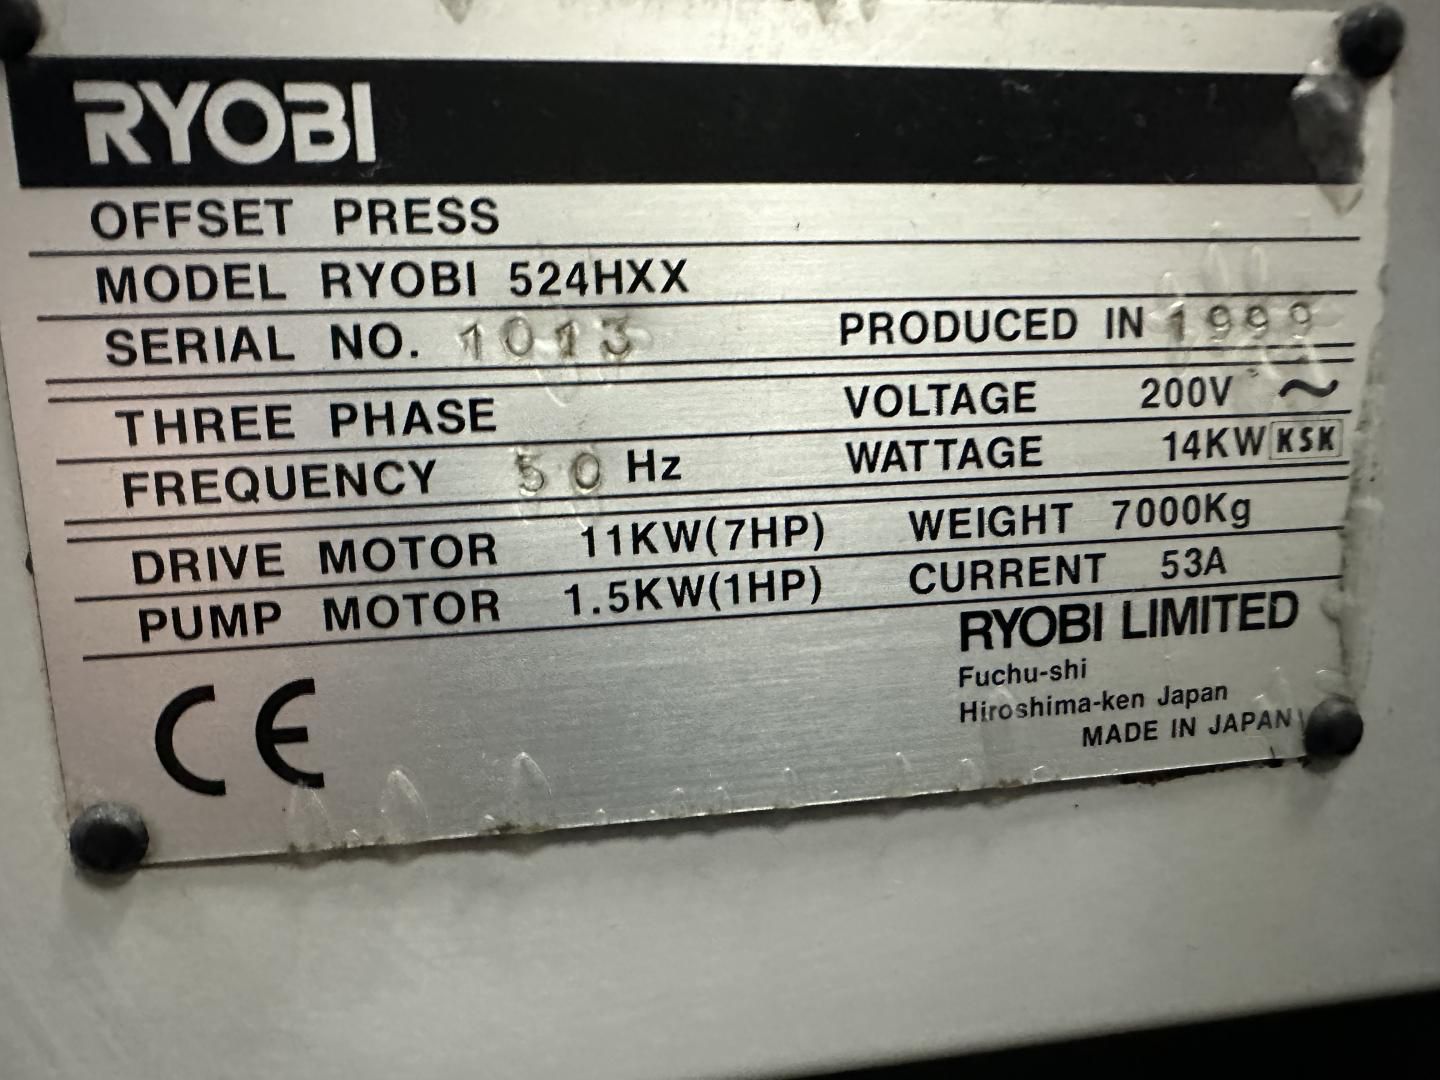 RYOBI
OFFSET PRESS
MODEL RYOBI 524HXX
SERIAL NO. 1013 PRODUCED IN 1999
THREE PHASE VOLTAGE 200V ~
FREQUENCY 50 Hz WATTAGE 14KW KSK
DRIVE MOTOR 11KW(7HP) WEIGHT 7000Kg
PUMP MOTOR 1.5KW(1HP) CURRENT 53A
RYOBI LIMITED
Fuchu-shi
Hiroshima-ken Japan
MADE IN JAPAN
CE